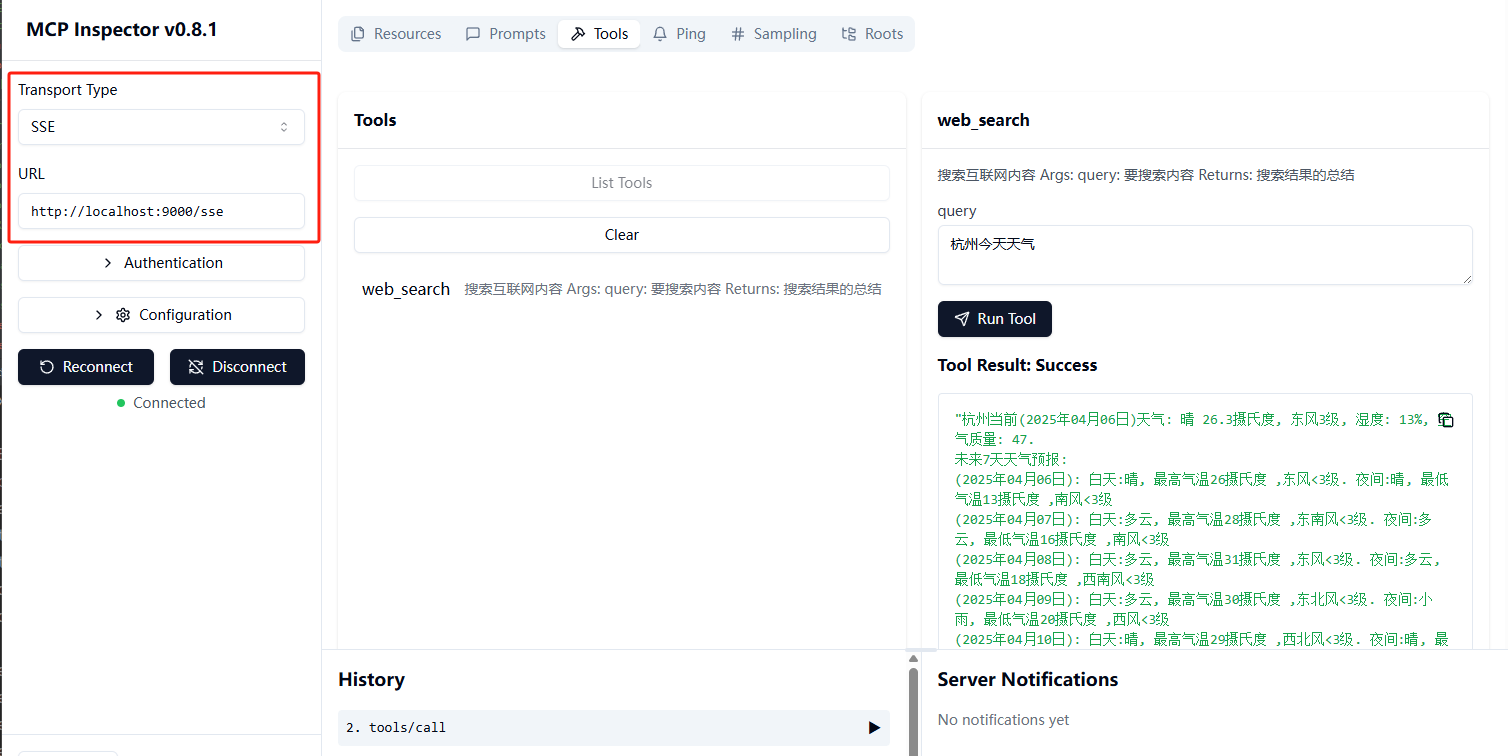 MCP Inspector v0.8.1
Transport Type
SSE
URL
http://localhost:9000/sse
Authentication
Configuration
Reconnect
Disconnect
Connected
Resources
Prompts
Tools
Ping
Sampling
Roots
Tools
List Tools
Clear
web_search 搜索互联网内容 Args: query: 要搜索内容 Returns: 搜索结果的总结
web_search
搜索互联网内容 Args: query: 要搜索内容 Returns: 搜索结果的总结
query
杭州今天天气
Run Tool
Tool Result: Success
"杭州当前(2025年04月06日)天气: 晴 26.3摄氏度, 东风3级, 湿度: 13%,
气质量: 47.
未来7天天气预报:
(2025年04月06日): 白天:晴, 最高气温26摄氏度 ,东风<3级. 夜间:晴, 最低
气温13摄氏度 ,南风<3级
(2025年04月07日): 白天:多云, 最高气温28摄氏度 ,东南风<3级. 夜间:多
云, 最低气温16摄氏度 ,南风<3级
(2025年04月08日): 白天:多云, 最高气温31摄氏度 ,东风<3级. 夜间:多云,
最低气温18摄氏度 ,西南风<3级
(2025年04月09日): 白天:多云, 最高气温30摄氏度 ,东北风<3级. 夜间:小
雨, 最低气温20摄氏度 ,西风<3级
(2025年04月10日): 白天:晴, 最高气温29摄氏度 ,西北风<3级. 夜间:晴, 最
History
2. tools/call
Server Notifications
No notifications yet